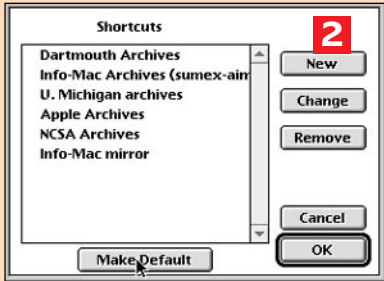 Shortcuts
2
Dartmouth Archives
Info-Mac Archives (sumex-aim
U. Michigan archives
Apple Archives
NCSA Archives
Info-Mac mirror
New
Change
Remove
Cancel
OK
Make Default